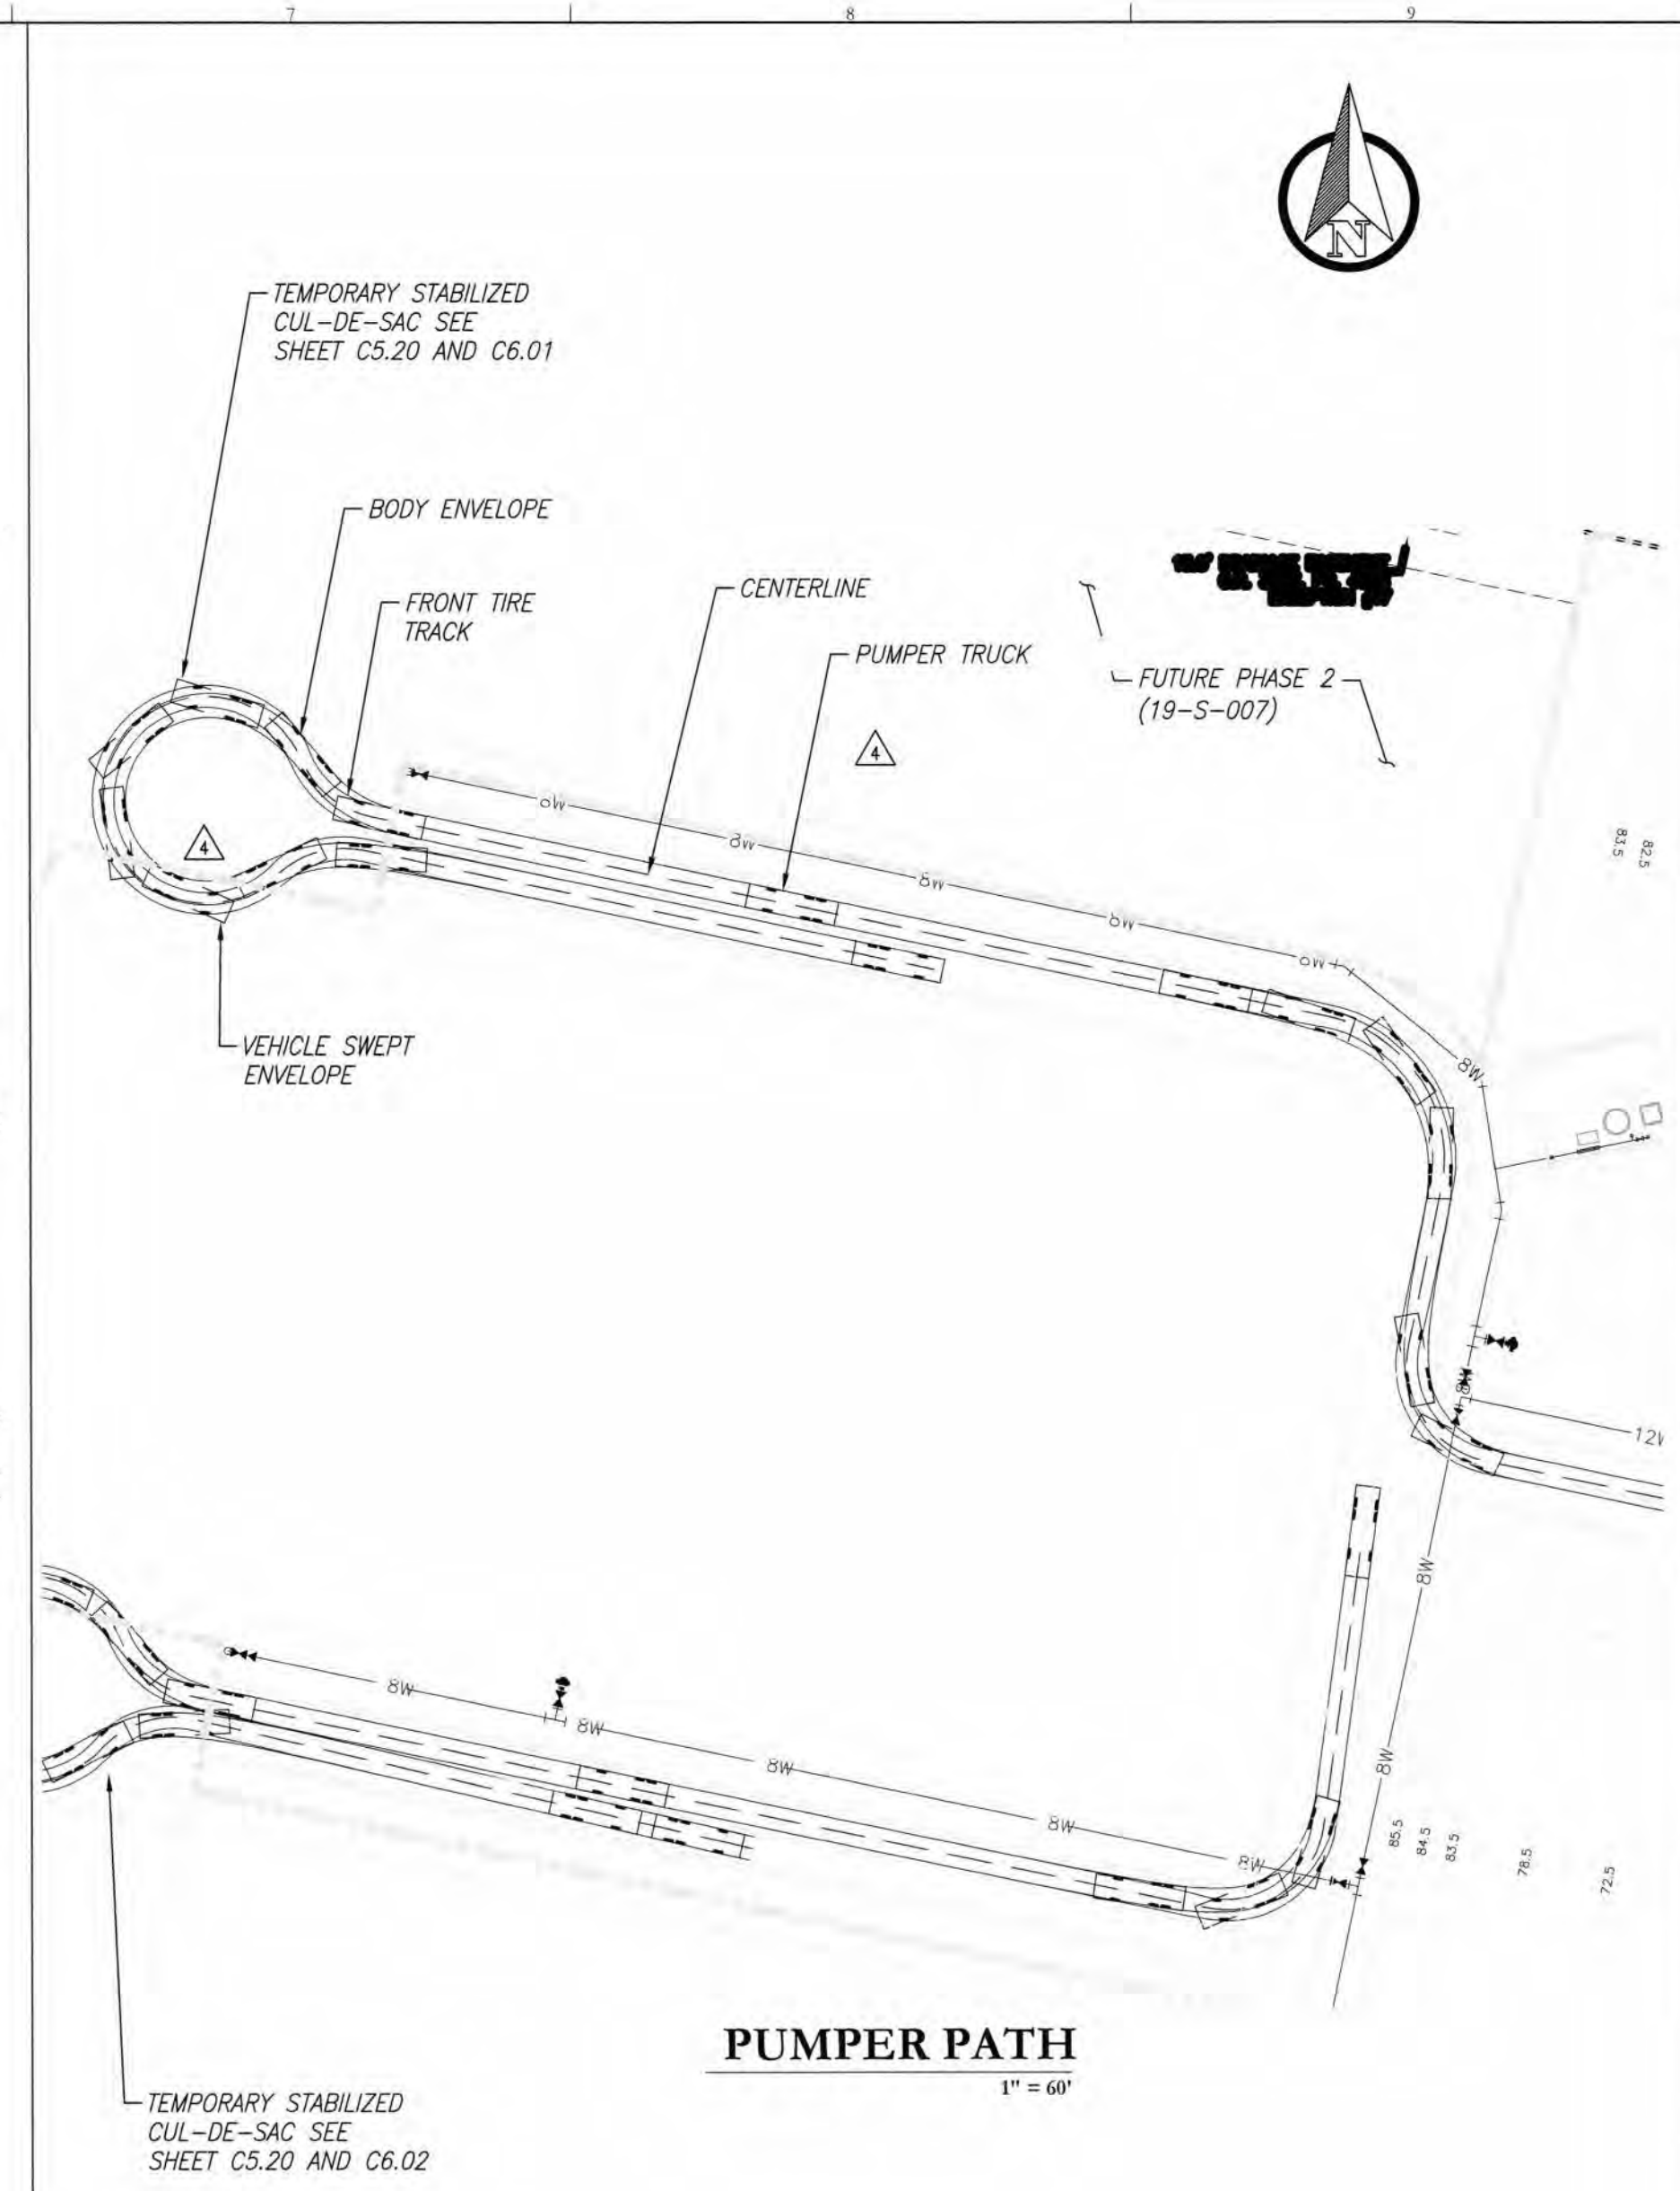 7
8
9
N
TEMPORARY STABILIZED
CUL-DE-SAC SEE
SHEET C5.20 AND C6.01
BODY ENVELOPE
FRONT TIRE
TRACK
CENTERLINE
PUMPER TRUCK
FUTURE PHASE 2
(19-S-007)
4
4
VEHICLE SWEPT
ENVELOPE
8W
8W
8W
8W
8W
8W
82.5
83.5
8W
12W
8W
8W
8W
8W
8W
8W
8W
85.5
84.5
83.5
78.5
72.5
PUMPER PATH
1" = 60'
TEMPORARY STABILIZED
CUL-DE-SAC SEE
SHEET C5.20 AND C6.02